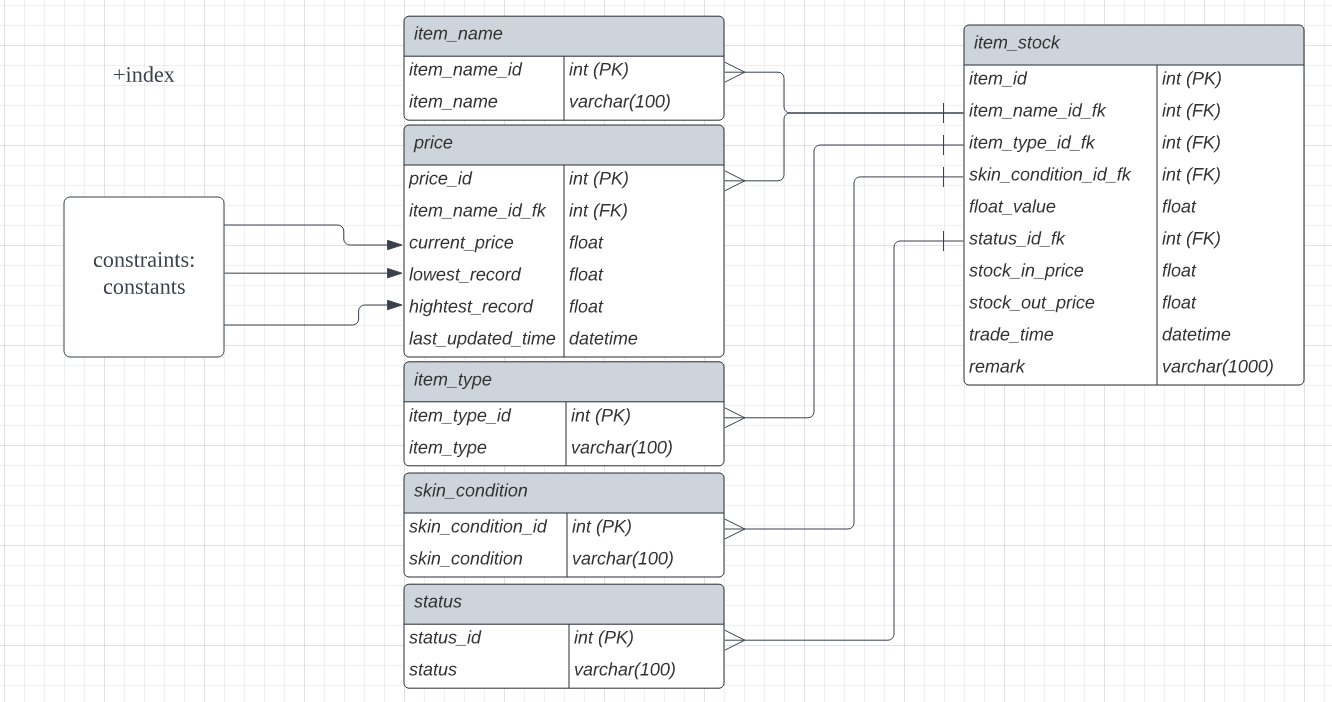 +index
constraints:
constants
item_name
item_name_id int (PK)
item_name varchar(100)
price
price_id int (PK)
item_name_id_fk int (FK)
current_price float
lowest_record float
hightest_record float
last_updated_time datetime
item_type
item_type_id int (PK)
item_type varchar(100)
skin_condition
skin_condition_id int (PK)
skin_condition varchar(100)
status
status_id int (PK)
status varchar(100)
item_stock
item_id int (PK)
item_name_id_fk int (FK)
item_type_id_fk int (FK)
skin_condition_id_fk int (FK)
float_value float
status_id_fk int (FK)
stock_in_price float
stock_out_price float
trade_time datetime
remark varchar(1000)